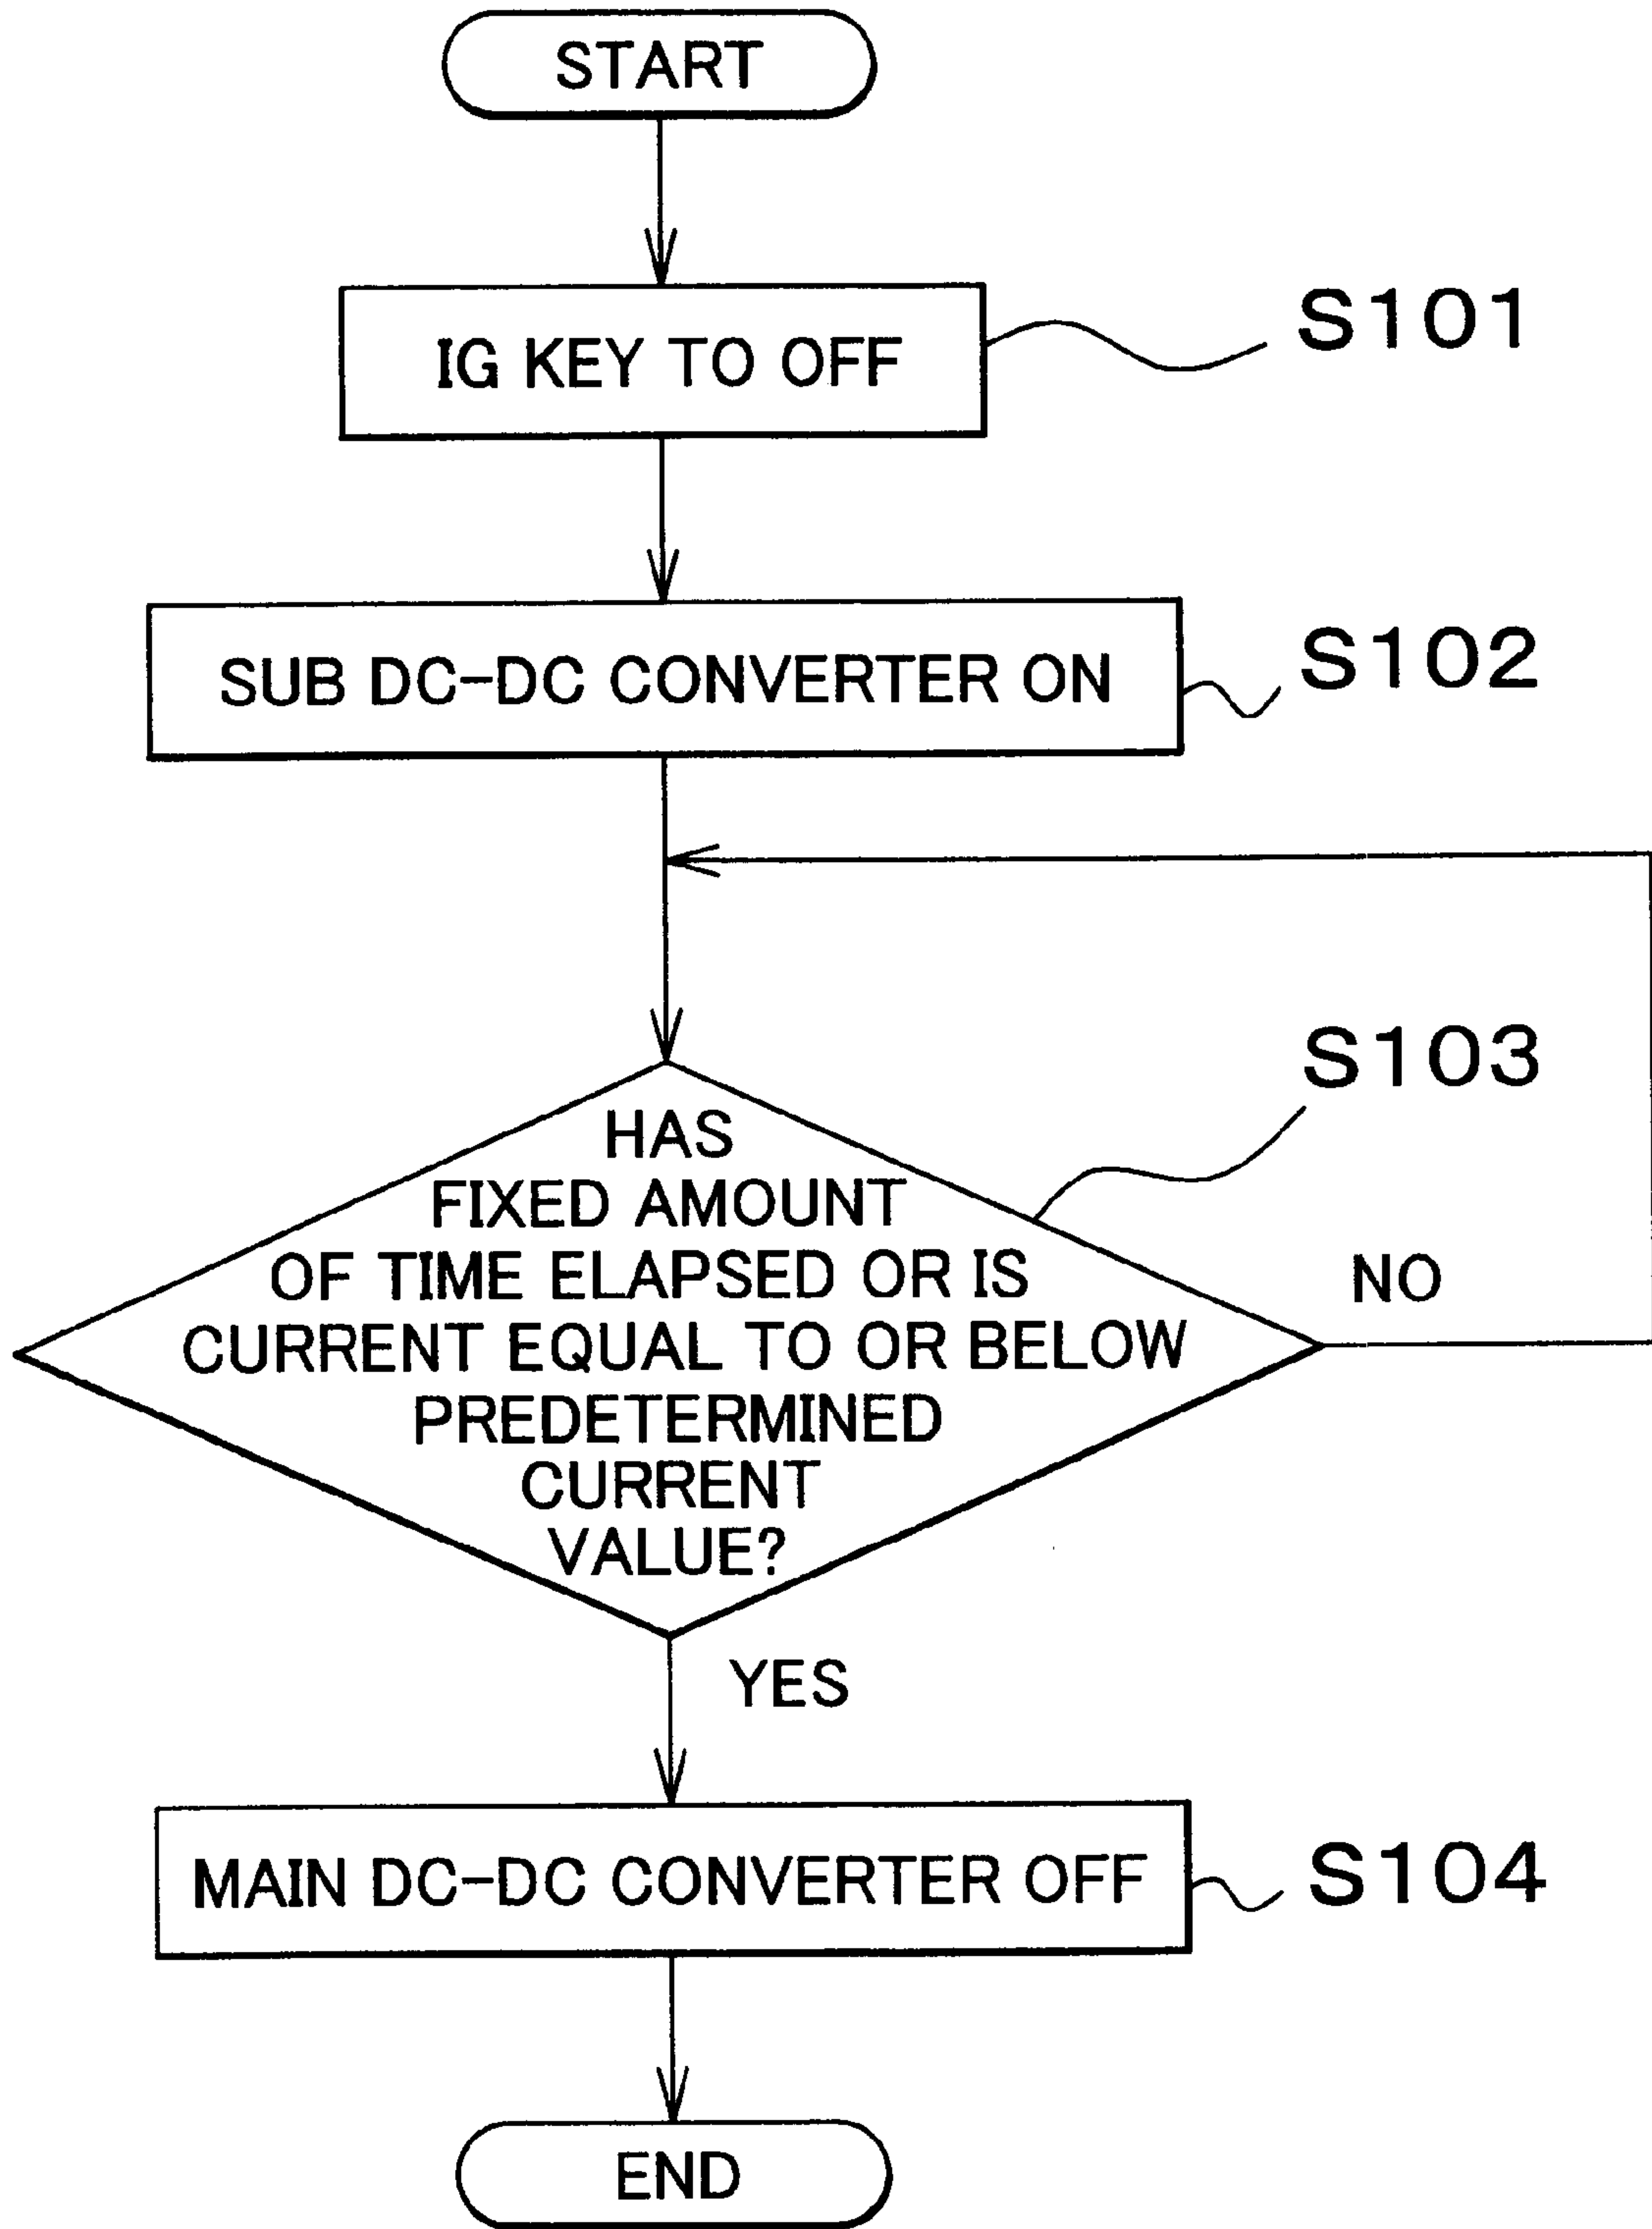 START
IG KEY TO OFF
S101
SUB DC-DC CONVERTER ON
S102
S103
HAS
FIXED AMOUNT
OF TIME ELAPSED OR IS
CURRENT EQUAL TO OR BELOW
PREDETERMINED
CURRENT
VALUE?
NO
YES
MAIN DC-DC CONVERTER OFF
S104
END